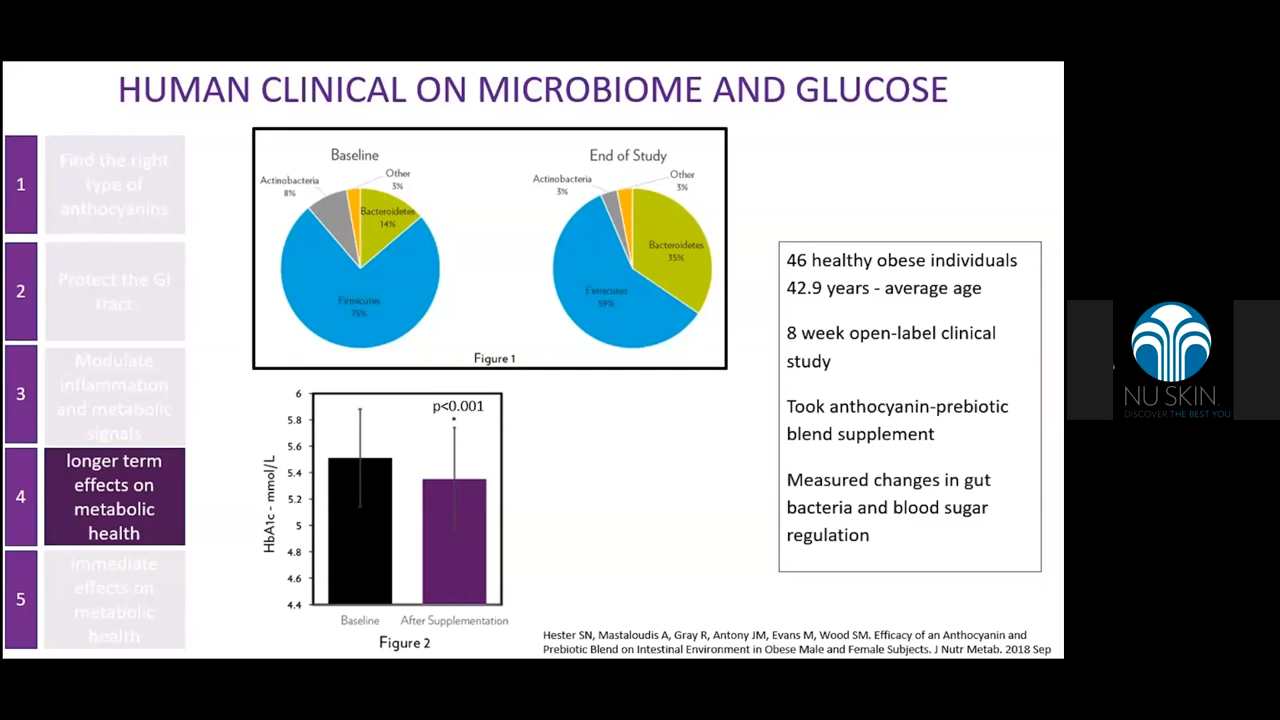 HUMAN CLINICAL ON MICROBIOME AND GLUCOSE
1
Find the right
type of
anthocyanins
2
Protect the GI
tract
3
Modulate
inflammation
and metabolic
signals
4
longer term
effects on
metabolic
health
5
immediate
effects on
metabolic
health
Baseline
Actinobacteria
8%
Other
3%
Bacteroidetes
14%
Firmicutes
75%
End of Study
Actinobacteria
3%
Other
3%
Bacteroidetes
35%
Firmicutes
59%
Figure 1
6
5.8
5.6
5.4
5.2
5
4.8
4.6
4.4
HbA1c - mmol/L
p<0.001
*
Baseline
After Supplementation
Figure 2
46 healthy obese individuals
42.9 years - average age
8 week open-label clinical
study
Took anthocyanin-prebiotic
blend supplement
Measured changes in gut
bacteria and blood sugar
regulation
Hester SN, Mastaloudis A, Gray R, Antony JM, Evans M, Wood SM. Efficacy of an Anthocyanin and
Prebiotic Blend on Intestinal Environment in Obese Male and Female Subjects. J Nutr Metab. 2018 Sep
NU SKIN
DISCOVER THE BEST YOU